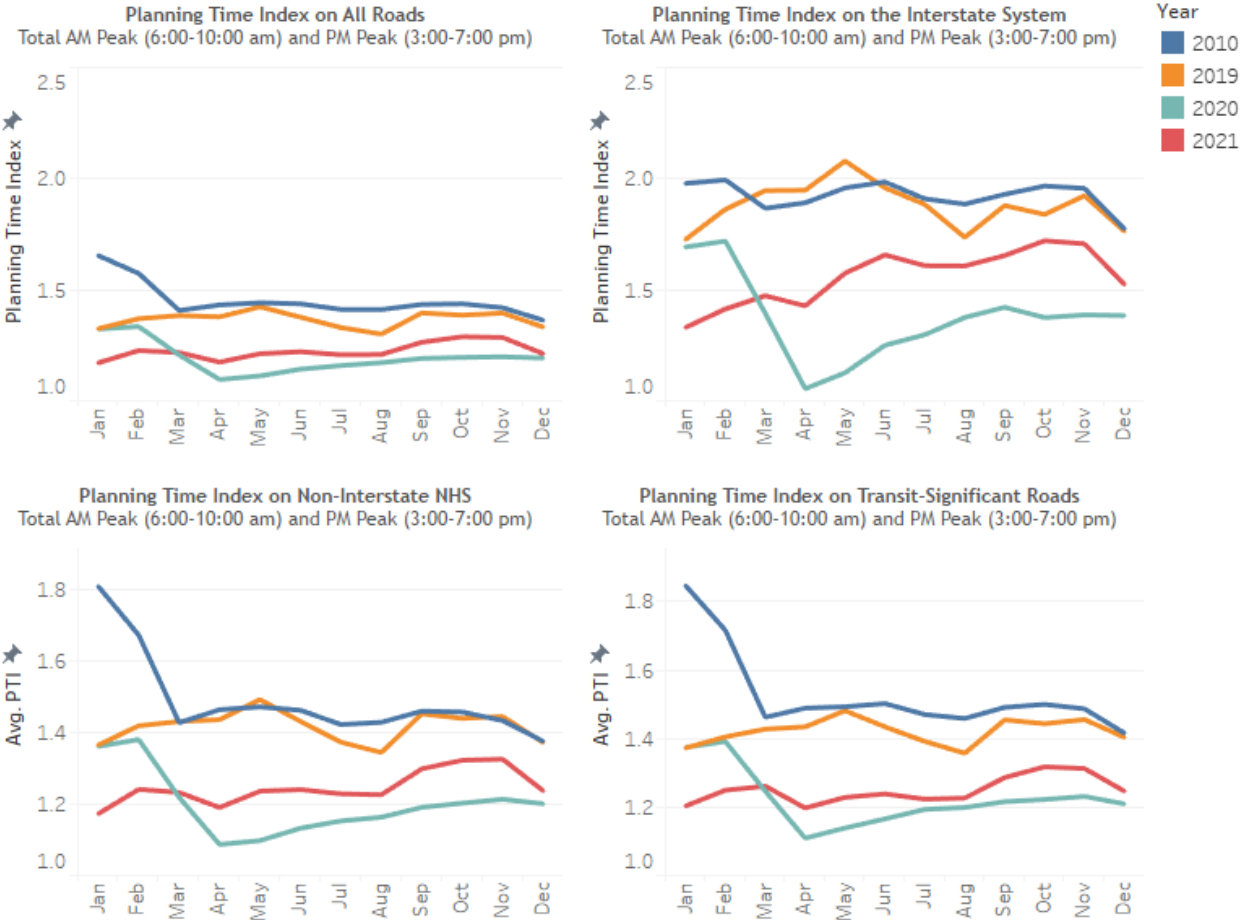 Planning Time Index on All Roads
Total AM Peak (6:00-10:00 am) and PM Peak (3:00-7:00 pm)
2.5
2.0
1.5
1.0
Planning Time Index
Jan Feb Mar Apr May Jun Jul Aug Sep Oct Nov Dec
Planning Time Index on the Interstate System
Total AM Peak (6:00-10:00 am) and PM Peak (3:00-7:00 pm)
2.5
2.0
1.5
1.0
Planning Time Index
Jan Feb Mar Apr May Jun Jul Aug Sep Oct Nov Dec
Year
2010
2019
2020
2021
Planning Time Index on Non-Interstate NHS
Total AM Peak (6:00-10:00 am) and PM Peak (3:00-7:00 pm)
1.8
1.6
1.4
1.2
1.0
Avg. PTI
Jan Feb Mar Apr May Jun Jul Aug Sep Oct Nov Dec
Planning Time Index on Transit-Significant Roads
Total AM Peak (6:00-10:00 am) and PM Peak (3:00-7:00 pm)
1.8
1.6
1.4
1.2
1.0
Avg. PTI
Jan Feb Mar Apr May Jun Jul Aug Sep Oct Nov Dec